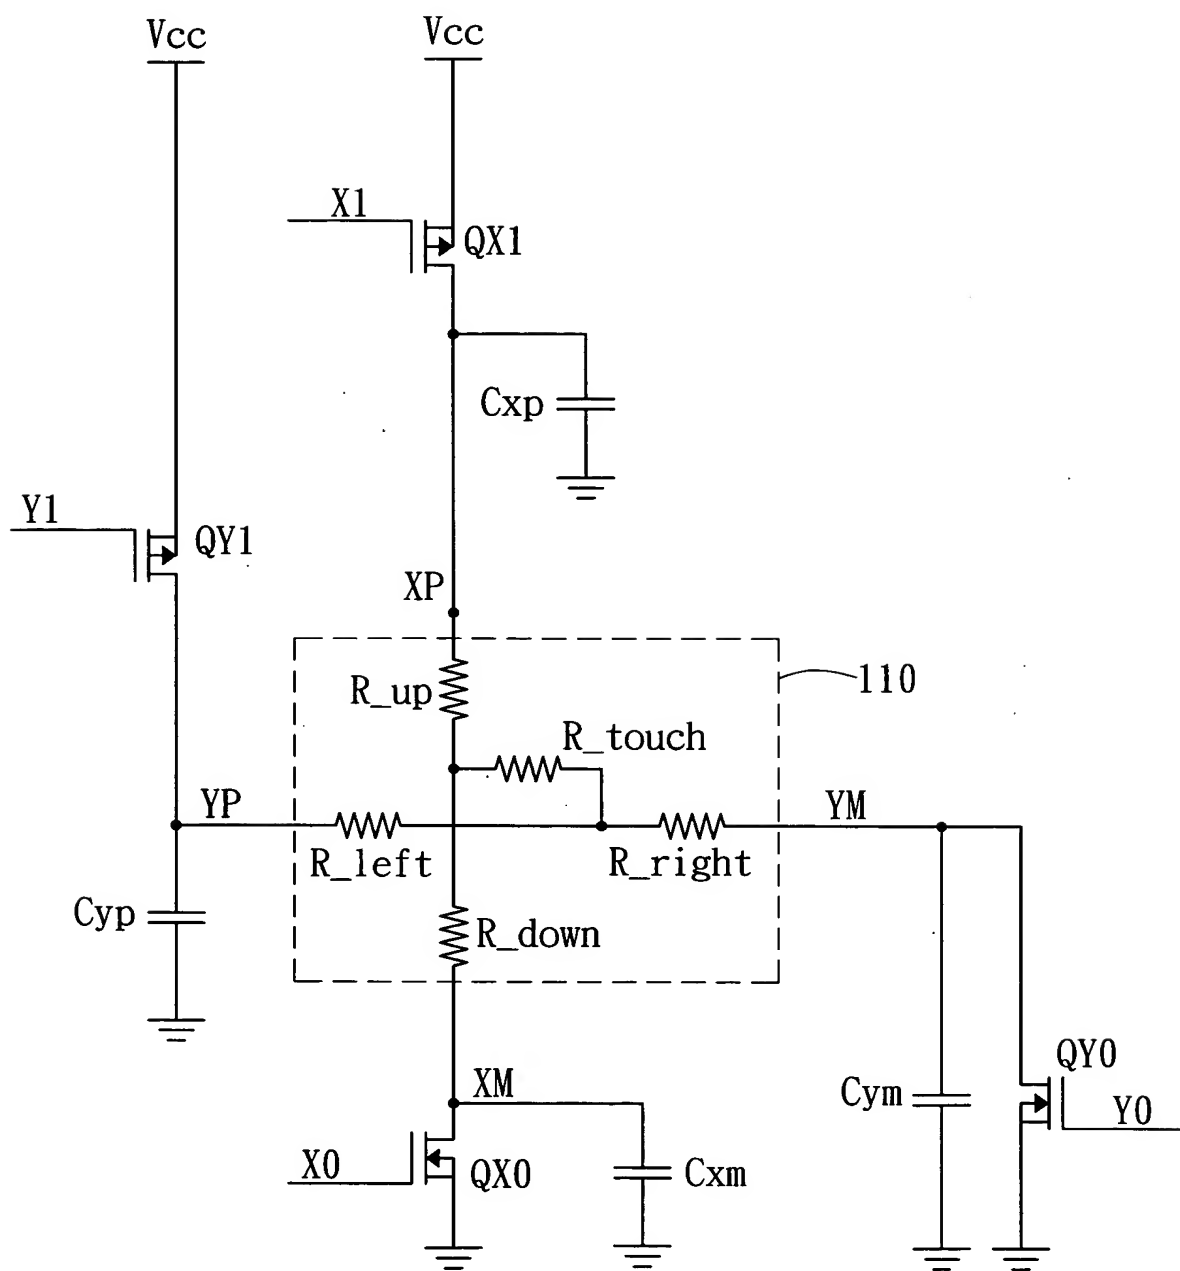 Vcc
Vcc
X1
QX1
Cxp
Y1
QY1
XP
R_up
110
R_touch
YP
YM
R_left
R_right
Cyp
R_down
XM
QY0
Cym
Y0
X0
QX0
Cxm